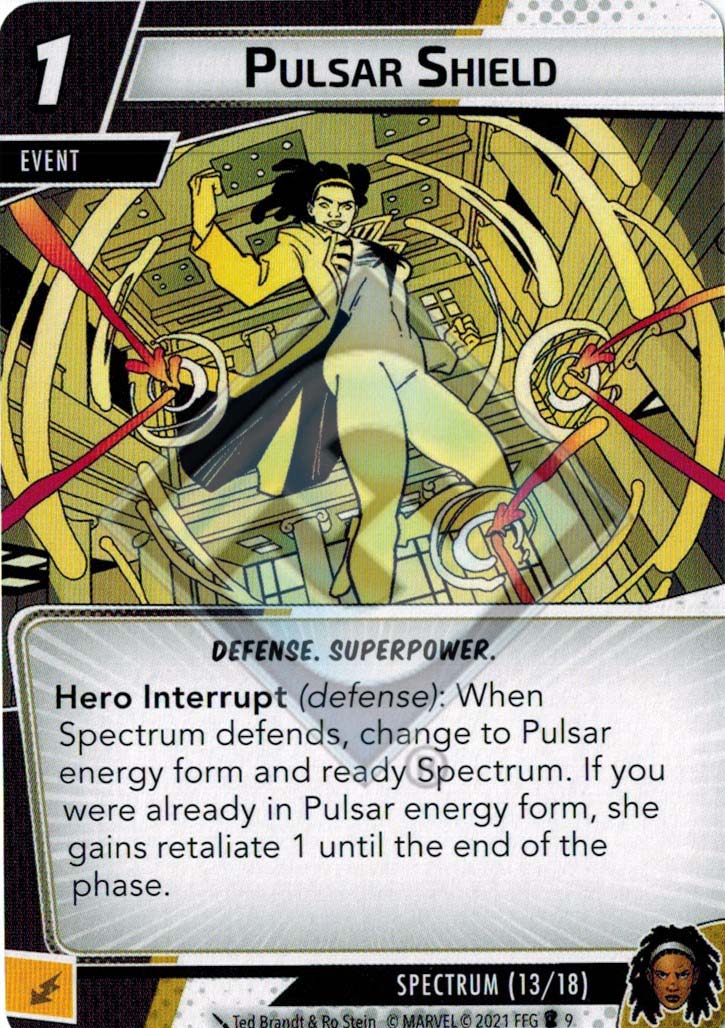 1
PULSAR SHIELD
EVENT
DEFENSE. SUPERPOWER.
Hero Interrupt (defense): When
Spectrum defends, change to Pulsar
energy form and ready Spectrum. If you
were already in Pulsar energy form, she
gains retaliate 1 until the end of the
phase.
SPECTRUM (13/18)
Ted Brandt & Ro Stein © MARVEL © 2021 FFG 9